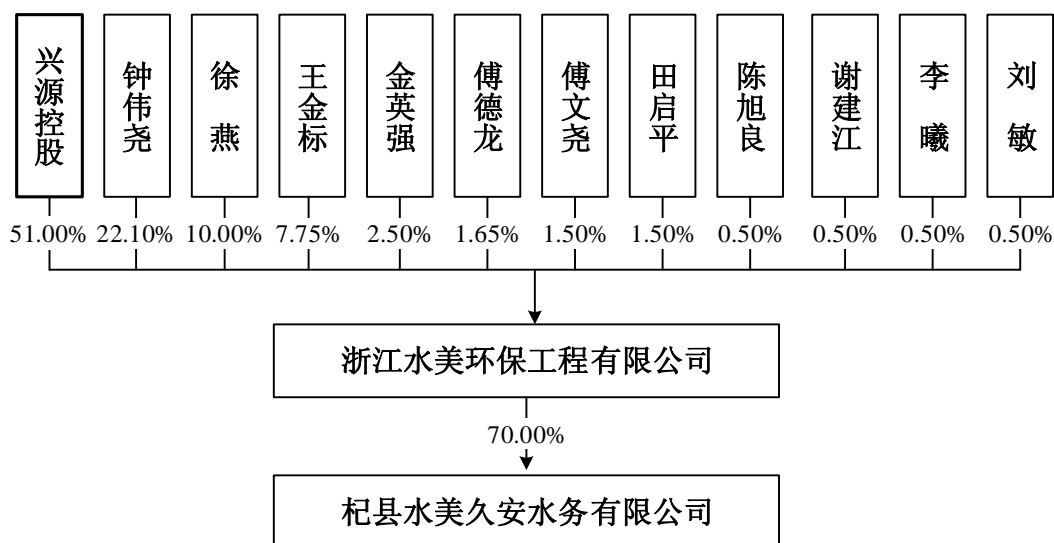 兴源控股
钟伟尧
徐燕
王金标
金英强
傅德龙
傅文尧
田启平
陈旭良
谢建江
李曦
刘敏
51.00%
22.10%
10.00%
7.75%
2.50%
1.65%
1.50%
1.50%
0.50%
0.50%
0.50%
0.50%
浙江水美环保工程有限公司
70.00%
杞县水美久安水务有限公司